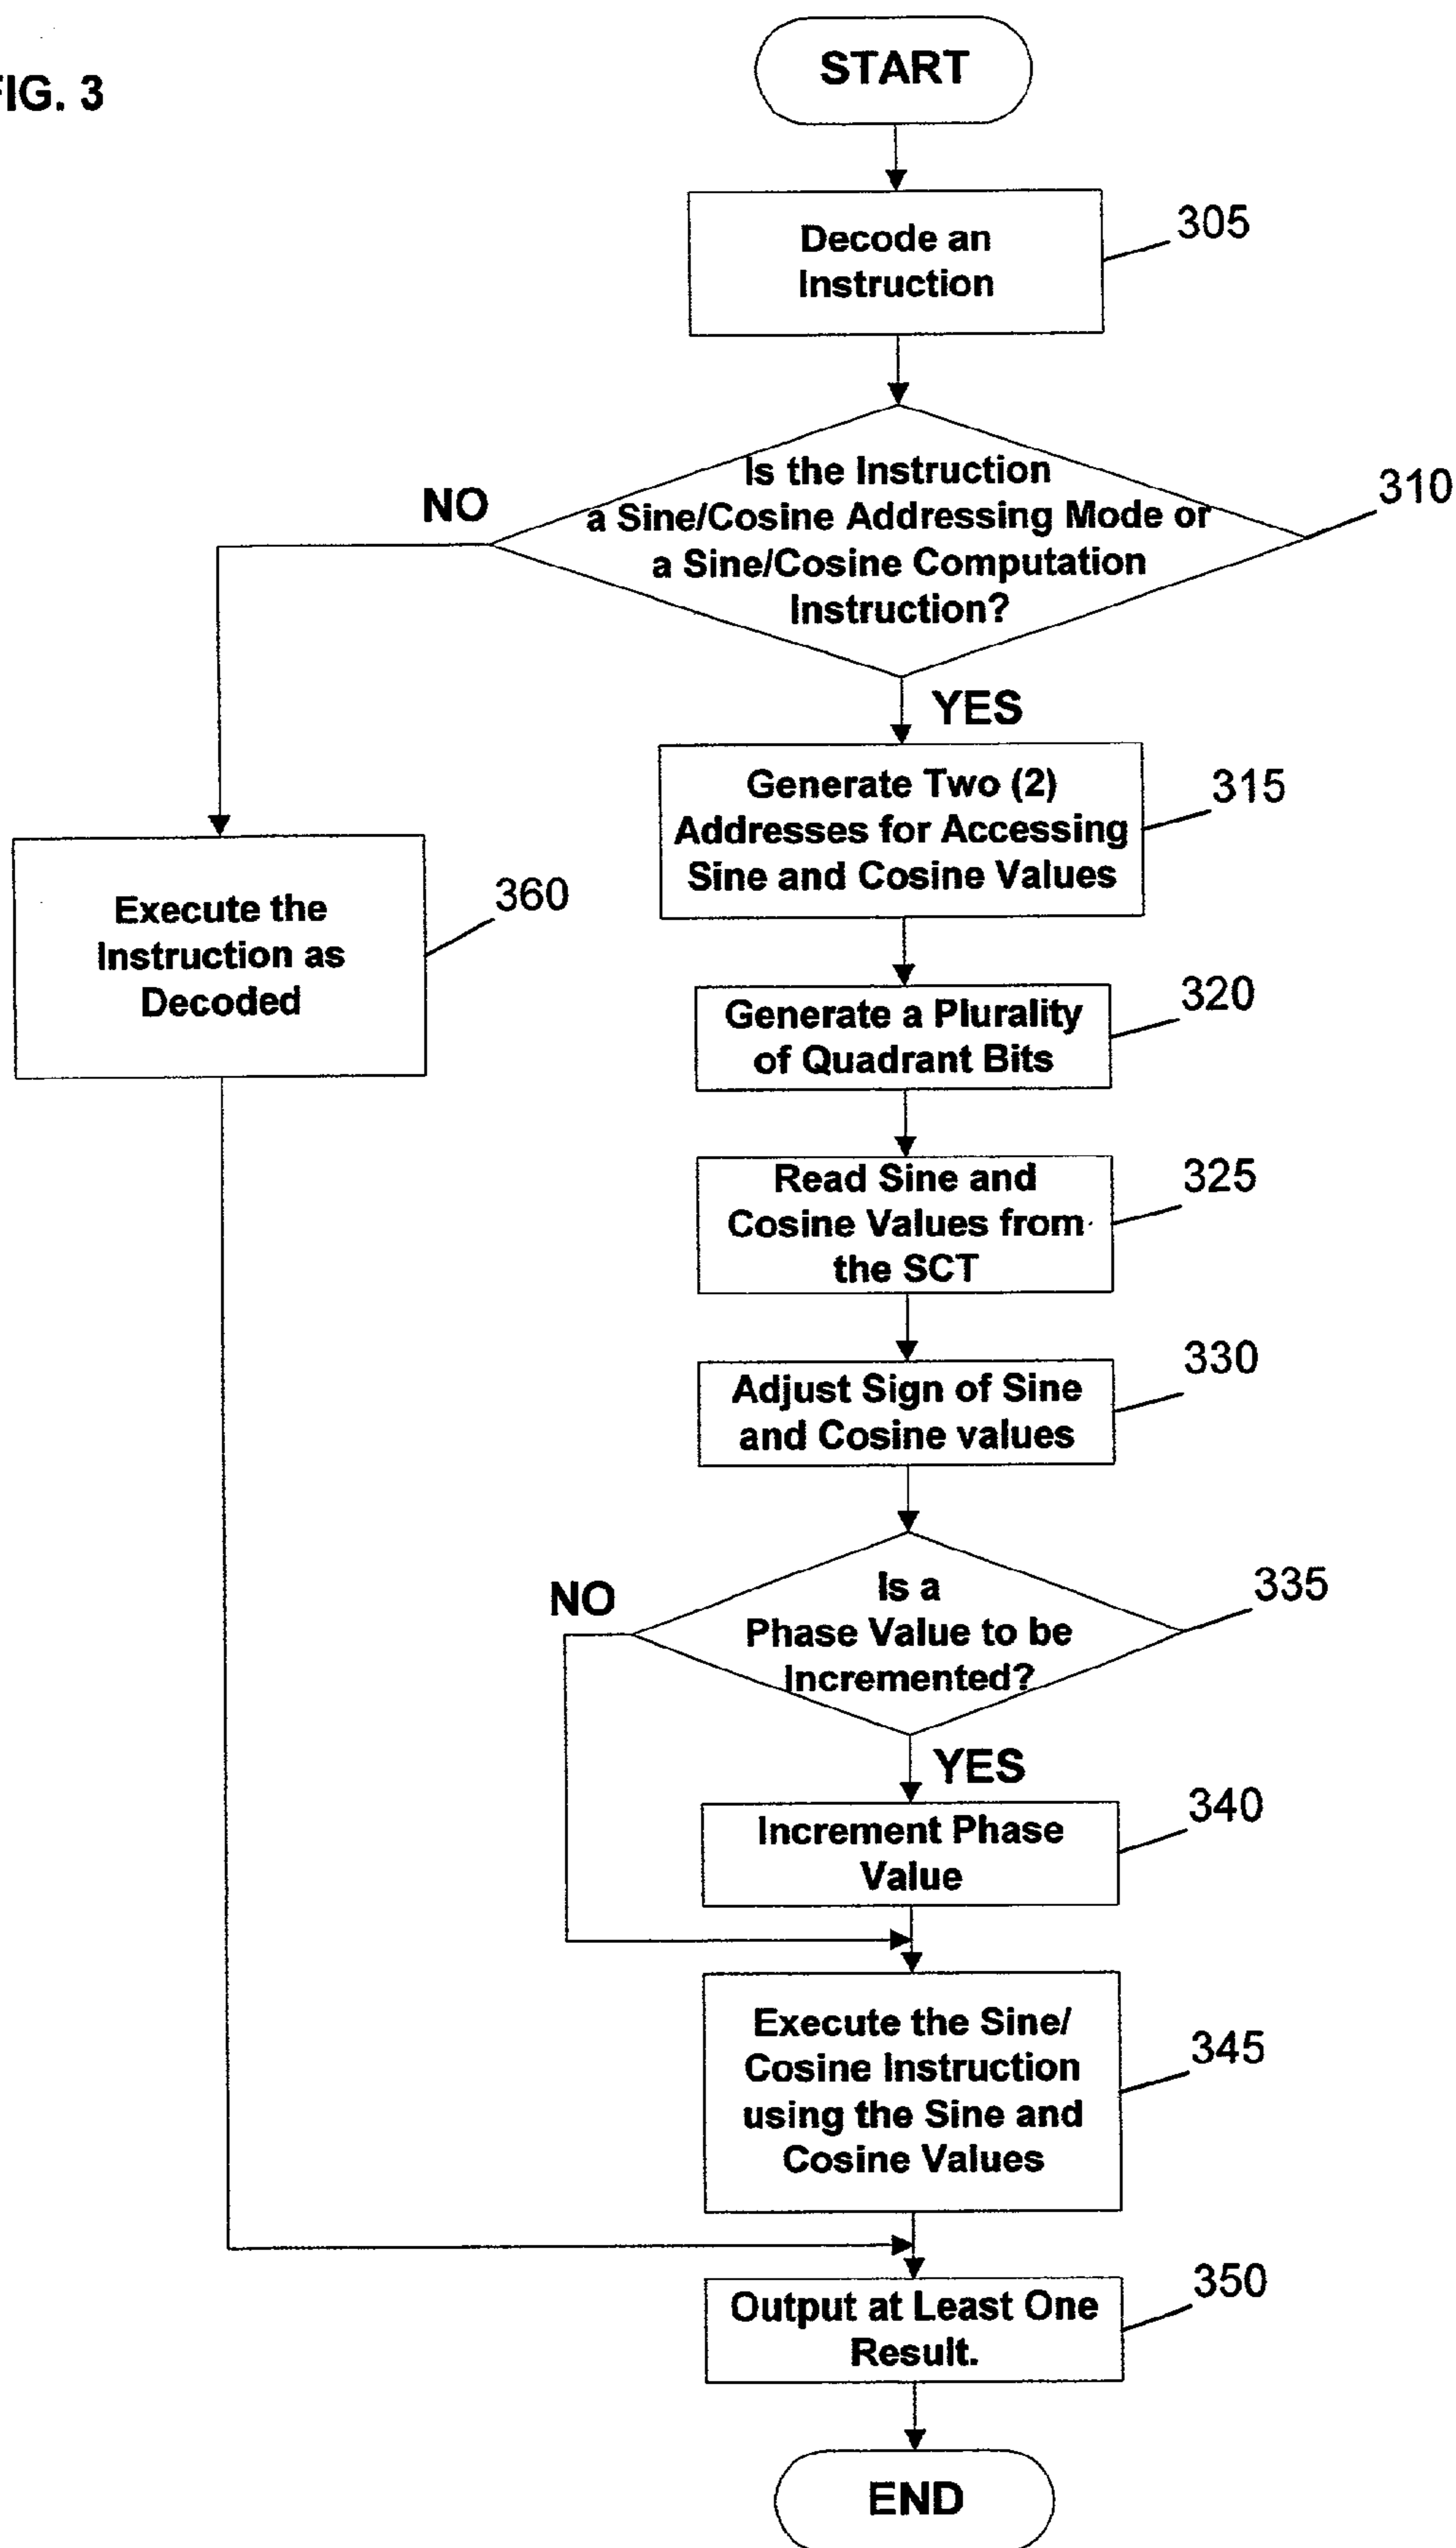 FIG. 3
START
Decode an
Instruction
305
Is the Instruction
a Sine/Cosine Addressing Mode or
a Sine/Cosine Computation
Instruction?
310
NO
YES
Generate Two (2)
Addresses for Accessing
Sine and Cosine Values
315
Execute the
Instruction as
Decoded
360
Generate a Plurality
of Quadrant Bits
320
Read Sine and
Cosine Values from
the SCT
325
Adjust Sign of Sine
and Cosine values
330
Is a
Phase Value to be
Incremented?
335
NO
YES
Increment Phase
Value
340
Execute the Sine/
Cosine Instruction
using the Sine and
Cosine Values
345
Output at Least One
Result.
350
END